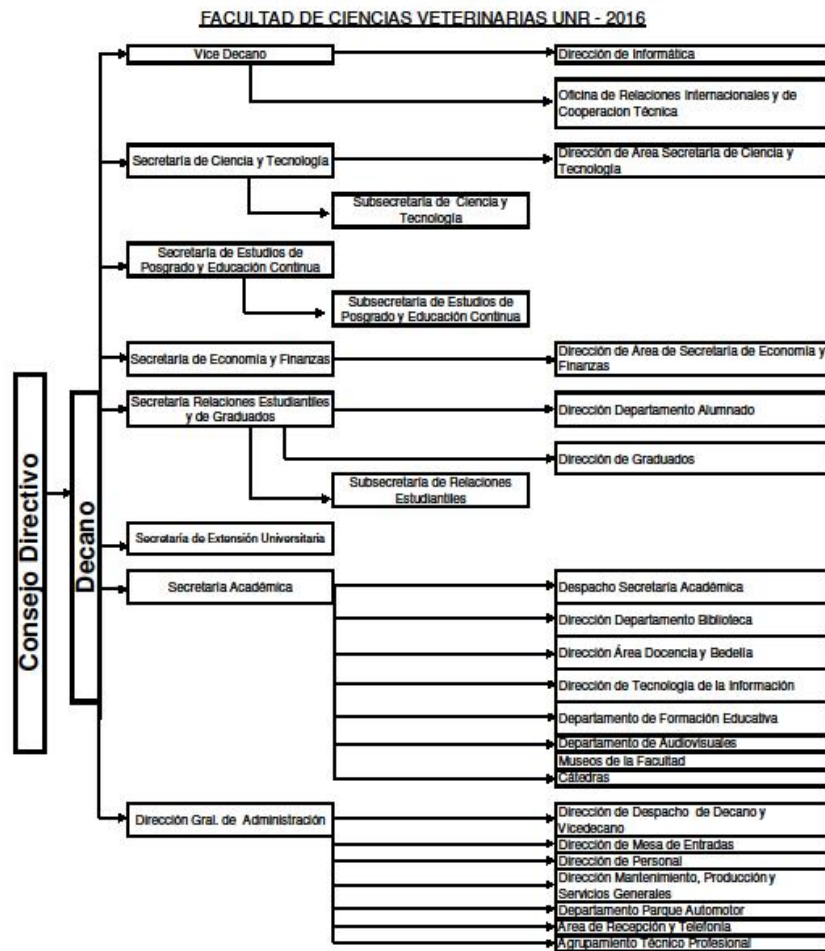 FACULTAD DE CIENCIAS VETERINARIAS UNR - 2016
Vice Decano
Dirección de Informática
Oficina de Relaciones Internacionales y de
Cooperacion Técnica
Secretaría de Ciencia y Tecnología
Dirección de Área Secretaría de Ciencia y
Tecnología
Subsecretaría de Ciencia y
Tecnología
Secretaría de Estudios de
Posgrado y Educación Continua
Subsecretaría de Estudios de
Posgrado y Educación Continua
Secretaría de Economía y Finanzas
Dirección de Área de Secretaría de Economía y
Finanzas
Consejo Directivo
Decano
Secretaría Relaciones Estudiantiles
y de Graduados
Dirección Departamento Alumnado
Dirección de Graduados
Subsecretaría de Relaciones
Estudiantiles
Secretaría de Extensión Universitaria
Secretaría Académica
Despacho Secretaría Académica
Dirección Departamento Biblioteca
Dirección Área Docencia y Bedelía
Dirección de Tecnología de la Información
Departamento de Formación Educativa
Departamento de Audiovisuales
Museos de la Facultad
Cátedras
Dirección Gral. de Administración
Dirección de Despacho de Decano y
Vicedecano
Dirección de Mesa de Entradas
Dirección de Personal
Dirección Mantenimiento, Producción y
Servicios Generales
Departamento Parque Automotor
Área de Recepción y Telefonía
Agrupamiento Técnico Profesional